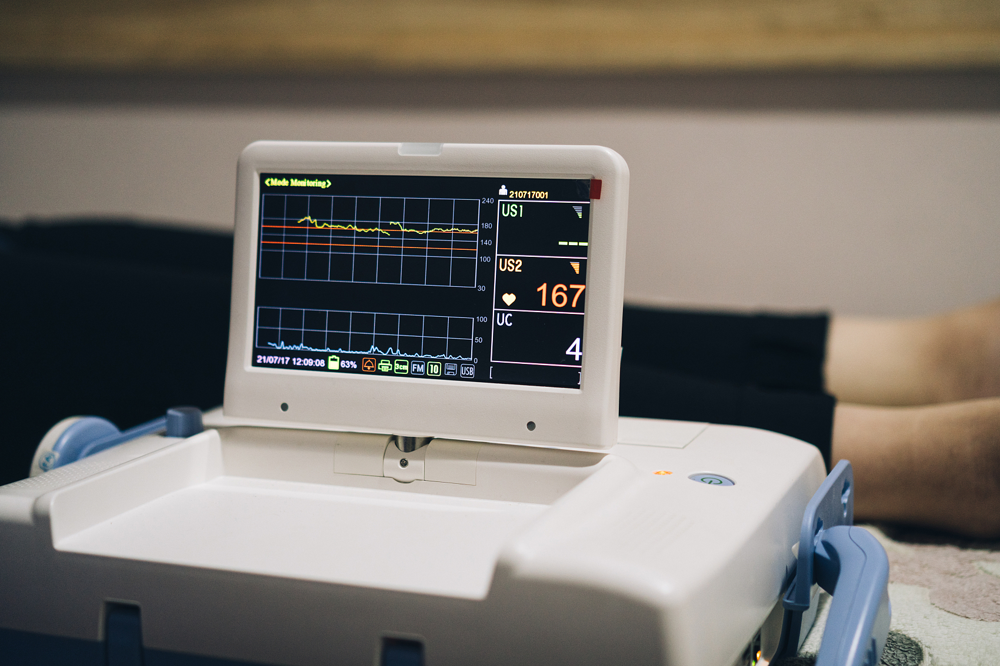 <Mode Monitoring>
210717001
240
180
140
100
30
US1
---
US2
167
UC
4
100
50
0
21/07/17 12:09:08 63% 3cm FM 10 USB
[ ]